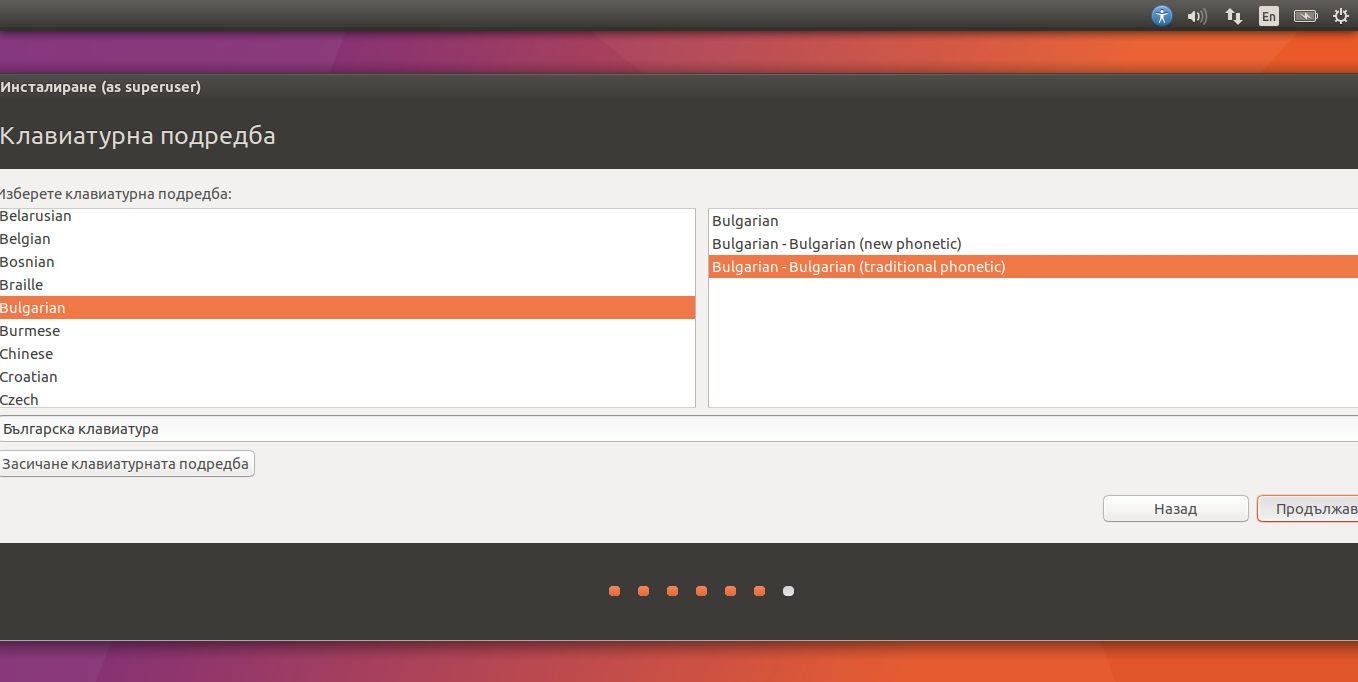 En
Инсталиране (as superuser)
Клавиатурна подредба
Изберете клавиатурна подредба:
Belarusian
Belgian
Bosnian
Braille
Bulgarian
Burmese
Chinese
Croatian
Czech
Bulgarian
Bulgarian - Bulgarian (new phonetic)
Bulgarian - Bulgarian (traditional phonetic)
Българска клавиатура
Засичане клавиатурната подредба
Назад
Продължав